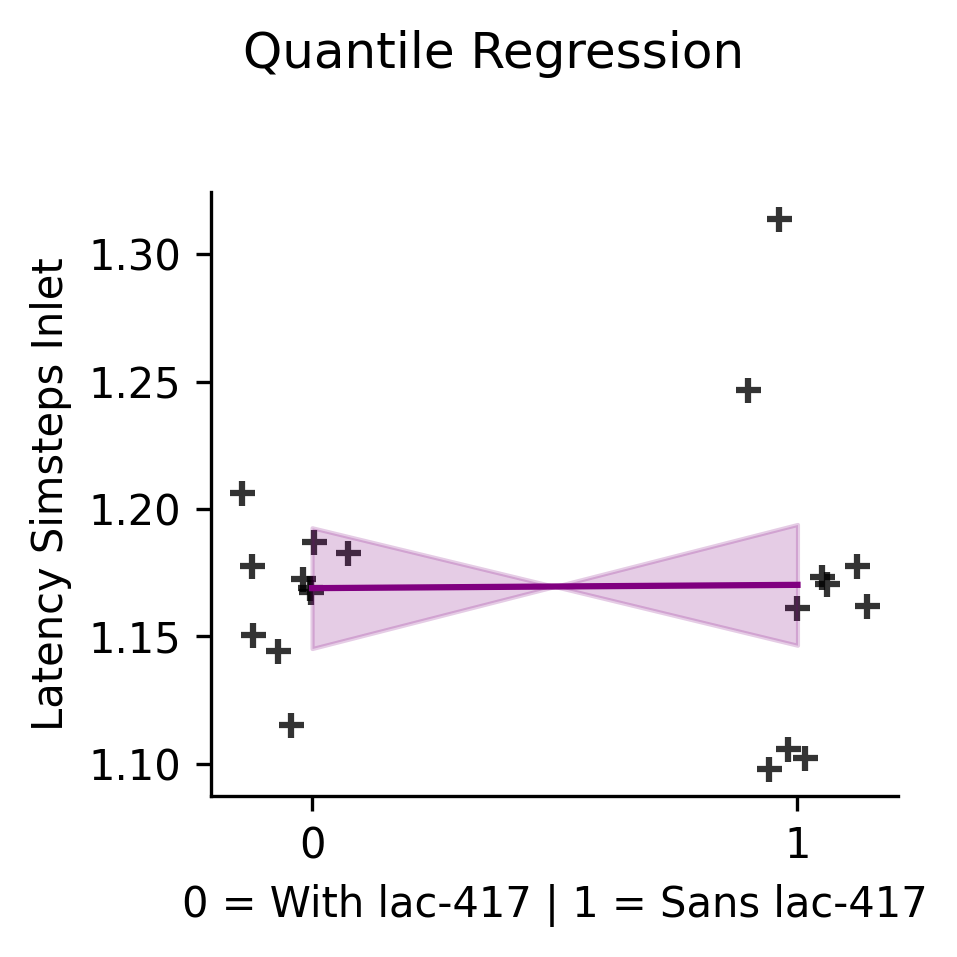 Quantile Regression
Latency Simsteps Inlet
1.30
1.25
1.20
1.15
1.10
0 1
0 = With lac-417 | 1 = Sans lac-417